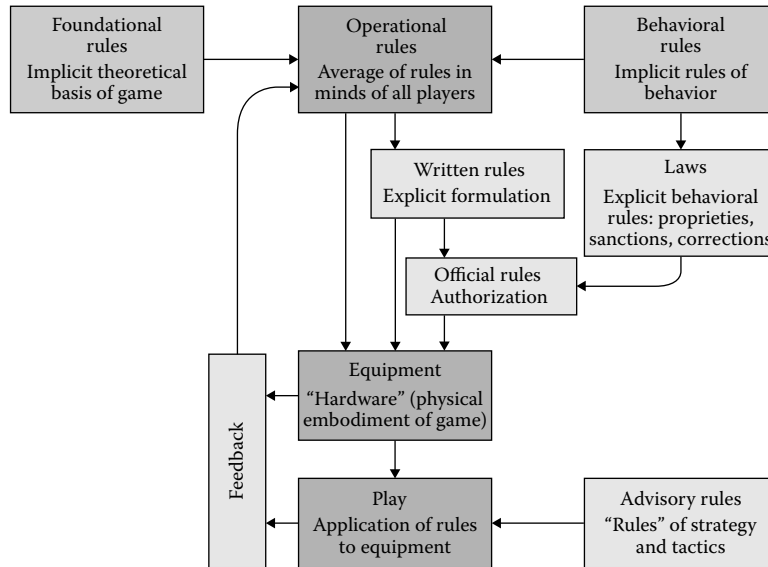 Foundational
rules
Implicit theoretical
basis of game
Operational
rules
Average of rules in
minds of all players
Behavioral
rules
Implicit rules of
behavior
Written rules
Explicit formulation
Laws
Explicit behavioral
rules: proprieties,
sanctions, corrections
Official rules
Authorization
Equipment
“Hardware” (physical
embodiment of game)
Feedback
Play
Application of rules
to equipment
Advisory rules
“Rules” of strategy
and tactics